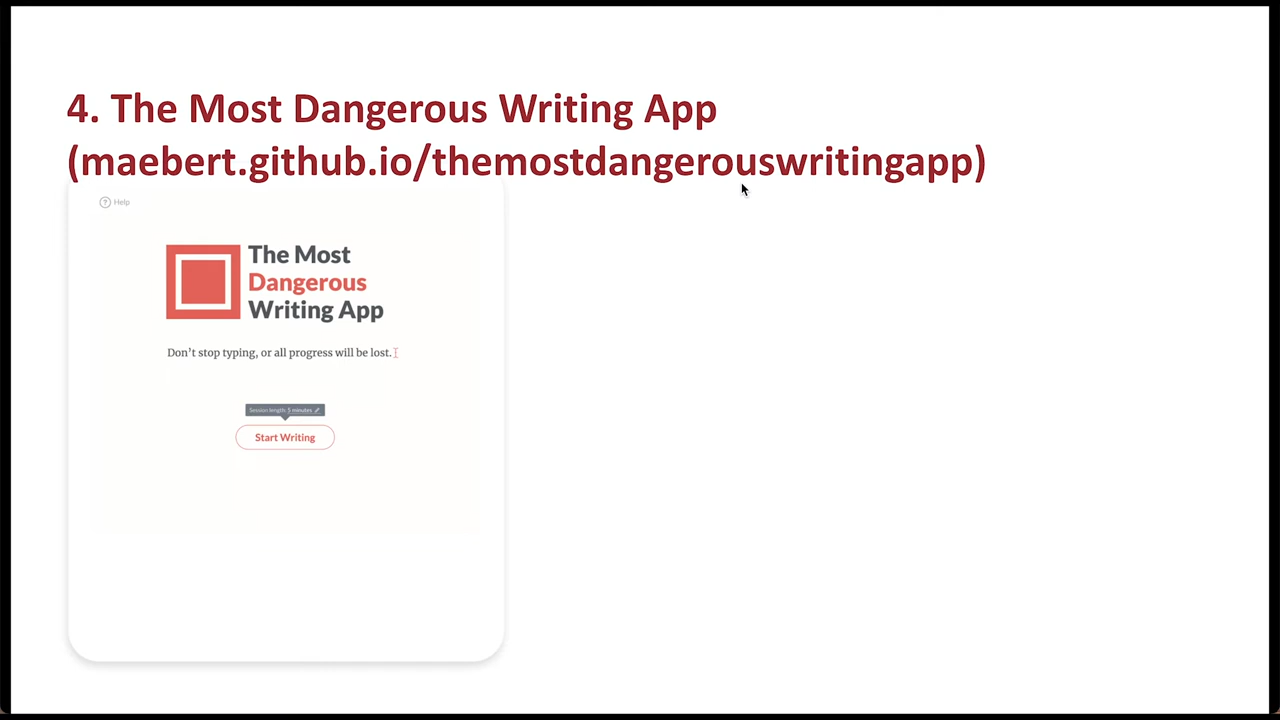 4. The Most Dangerous Writing App
(maebert.github.io/themostdangerouswritingapp)
? Help
The Most
Dangerous
Writing App
Don't stop typing, or all progress will be lost.
Session length: 5 minutes
Start Writing